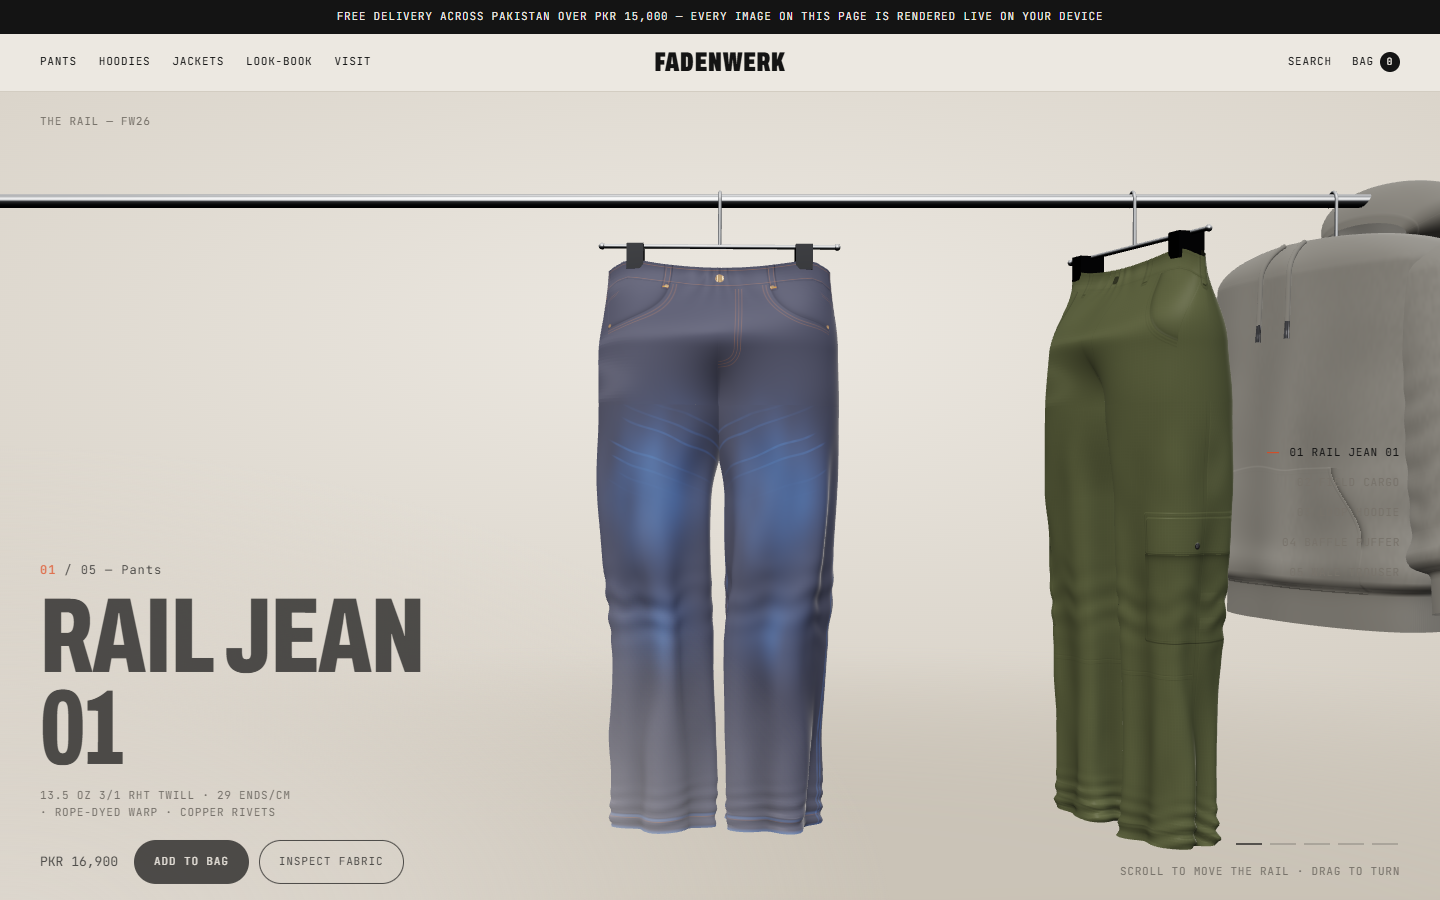 FREE DELIVERY ACROSS PAKISTAN OVER PKR 15,000 — EVERY IMAGE ON THIS PAGE IS RENDERED LIVE ON YOUR DEVICE
PANTS HOODIES JACKETS LOOK-BOOK VISIT
FADENWERK
SEARCH BAG 0
THE RAIL — FW26
01 RAIL JEAN 01
CARGO
01 / 05 — Pants
RAIL JEAN
01
13.5 OZ 3/1 RHT TWILL · 29 ENDS/CM
· ROPE-DYED WARP · COPPER RIVETS
PKR 16,900 ADD TO BAG INSPECT FABRIC
SCROLL TO MOVE THE RAIL · DRAG TO TURN